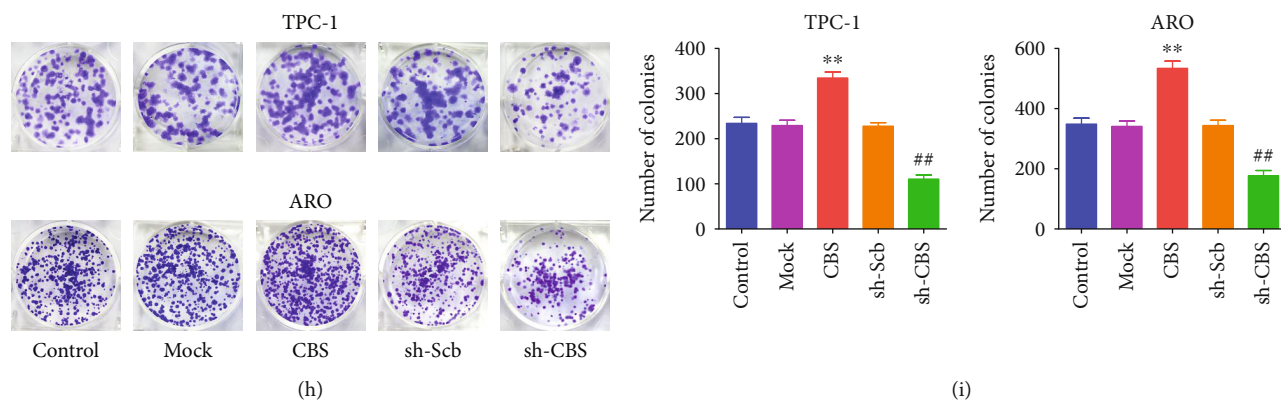 TPC-1
ARO
Control Mock CBS sh-Scb sh-CBS
(h)
TPC-1
Number of colonies
400
300
200
100
0
**
##
Control
Mock
CBS
sh-Scb
sh-CBS
ARO
Number of colonies
600
400
200
0
**
##
Control
Mock
CBS
sh-Scb
sh-CBS
(i)